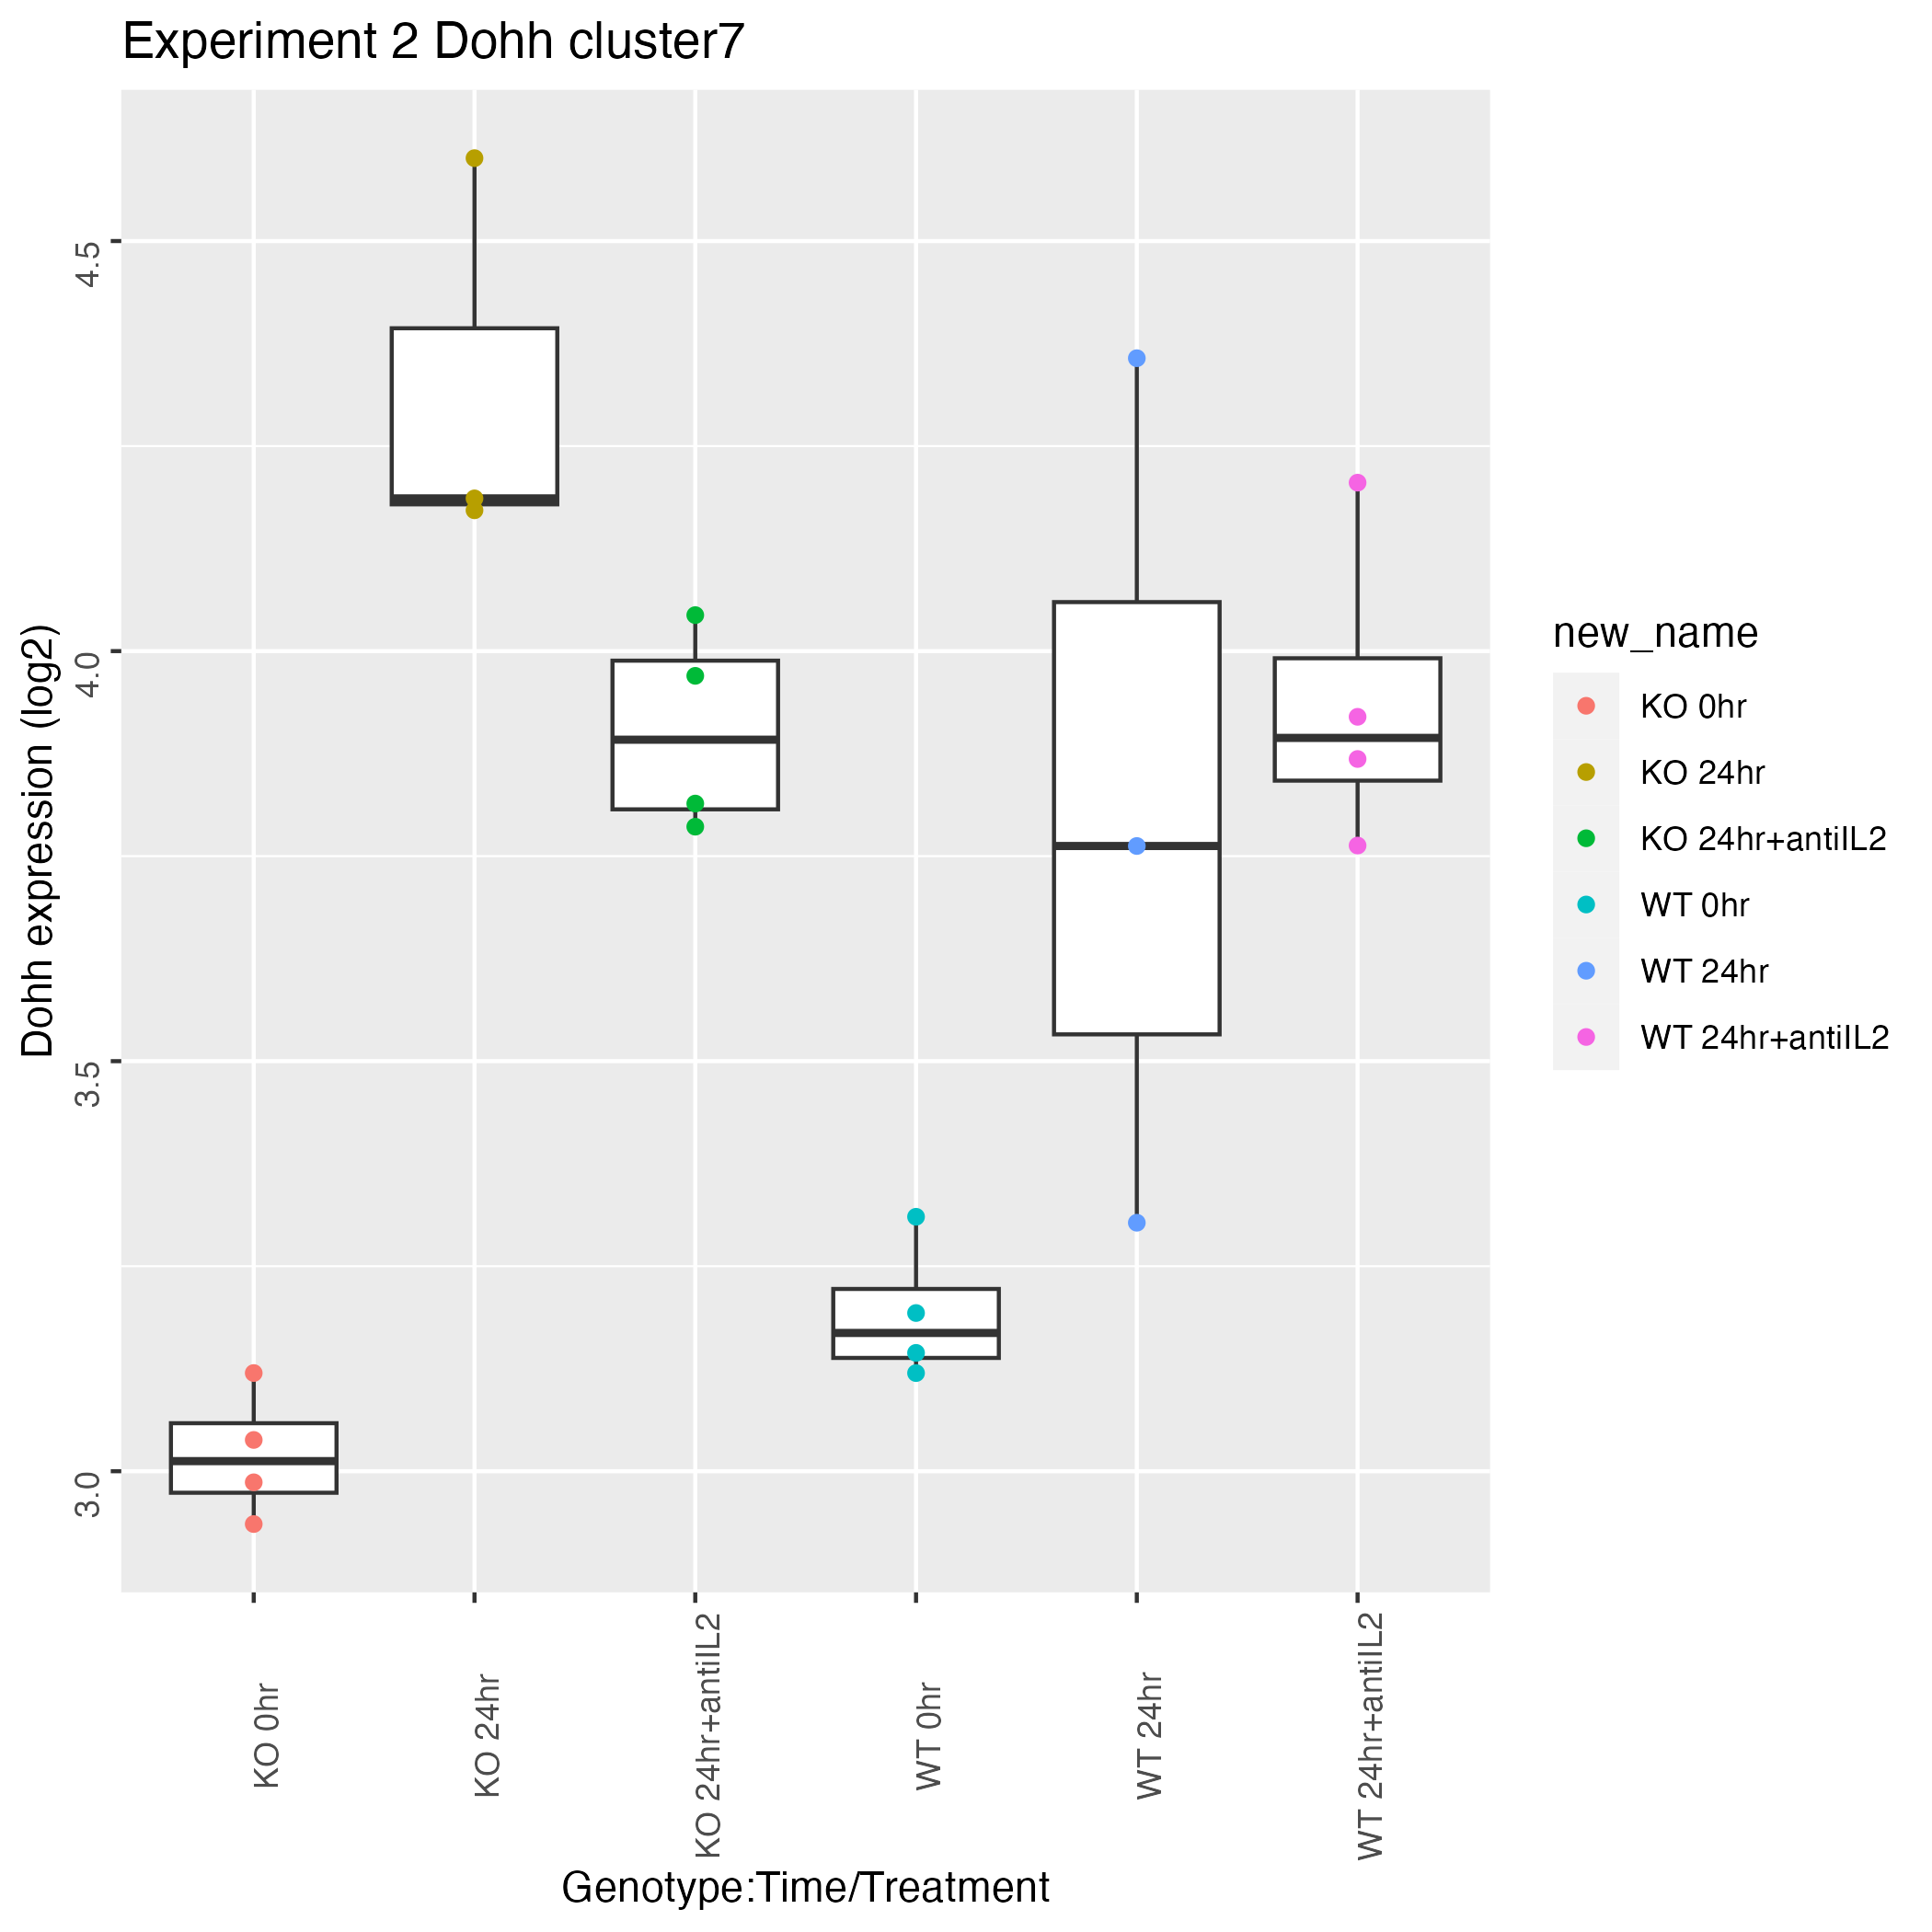 Experiment 2 Dohh cluster7
Dohh expression (log2)
4.5
4.0
3.5
3.0
KO 0hr
KO 24hr
KO 24hr+antiIL2
WT 0hr
WT 24hr
WT 24hr+antiIL2
Genotype:Time/Treatment
new_name
KO 0hr
KO 24hr
KO 24hr+antiIL2
WT 0hr
WT 24hr
WT 24hr+antiIL2